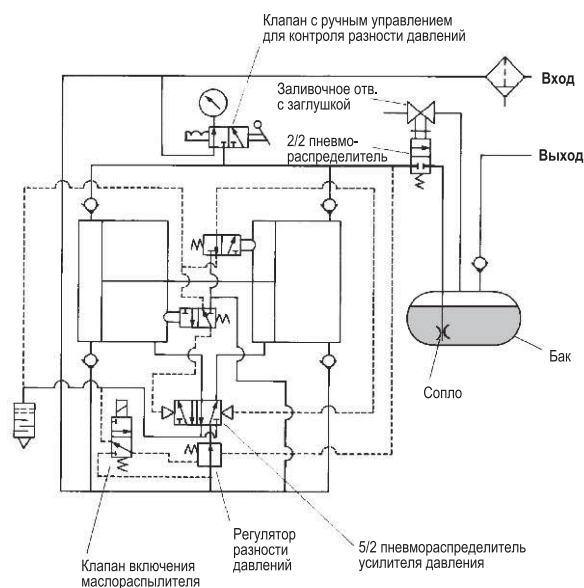 Клапан с ручным управлением
для контроля разности давлений
Заливочное отв.
с заглушкой
Вход
2/2 пневмо-
распределитель
Выход
Бак
Сопло
Регулятор
разности
давлений
5/2 пневмораспределитель
усилителя давления
Клапан включения
маслораспылителя